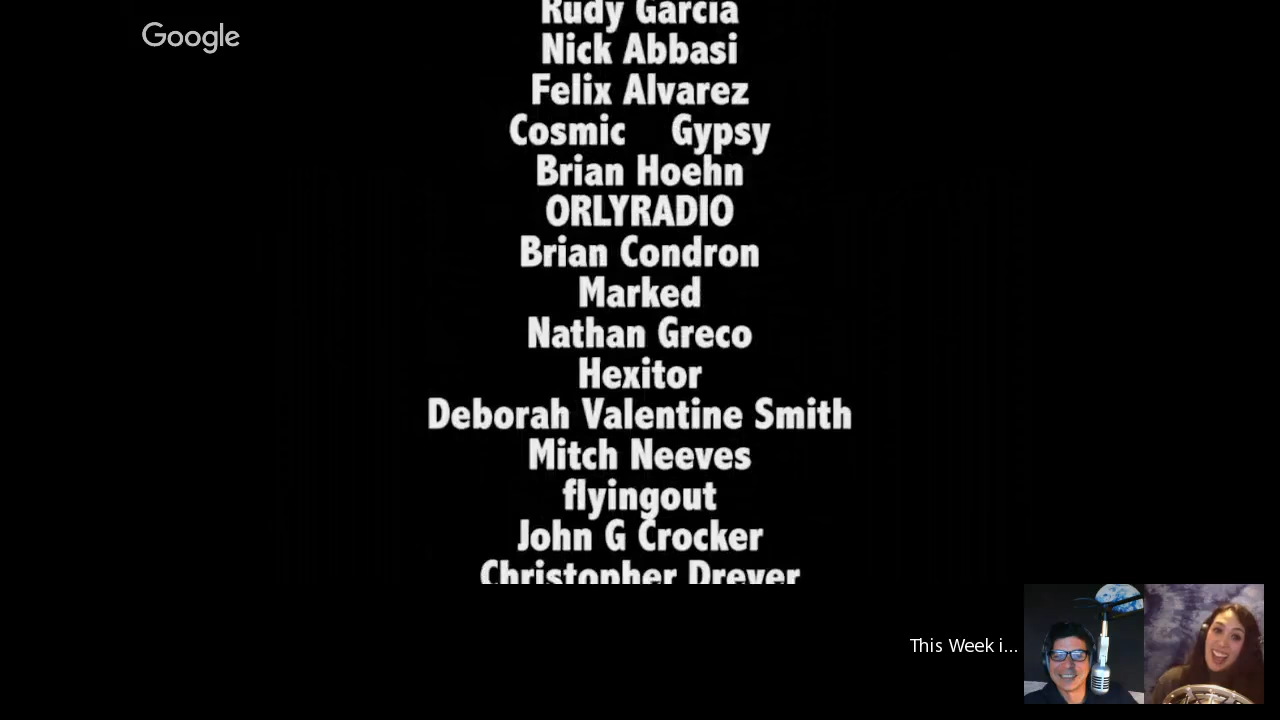 Google
Rudy Garcia
Nick Abbasi
Felix Alvarez
Cosmic Gypsy
Brian Hoehn
ORLYRADIO
Brian Condron
Marked
Nathan Greco
Hexitor
Deborah Valentine Smith
Mitch Neeves
flyingout
John G Crocker
Christopher Dreyer
This Week i...